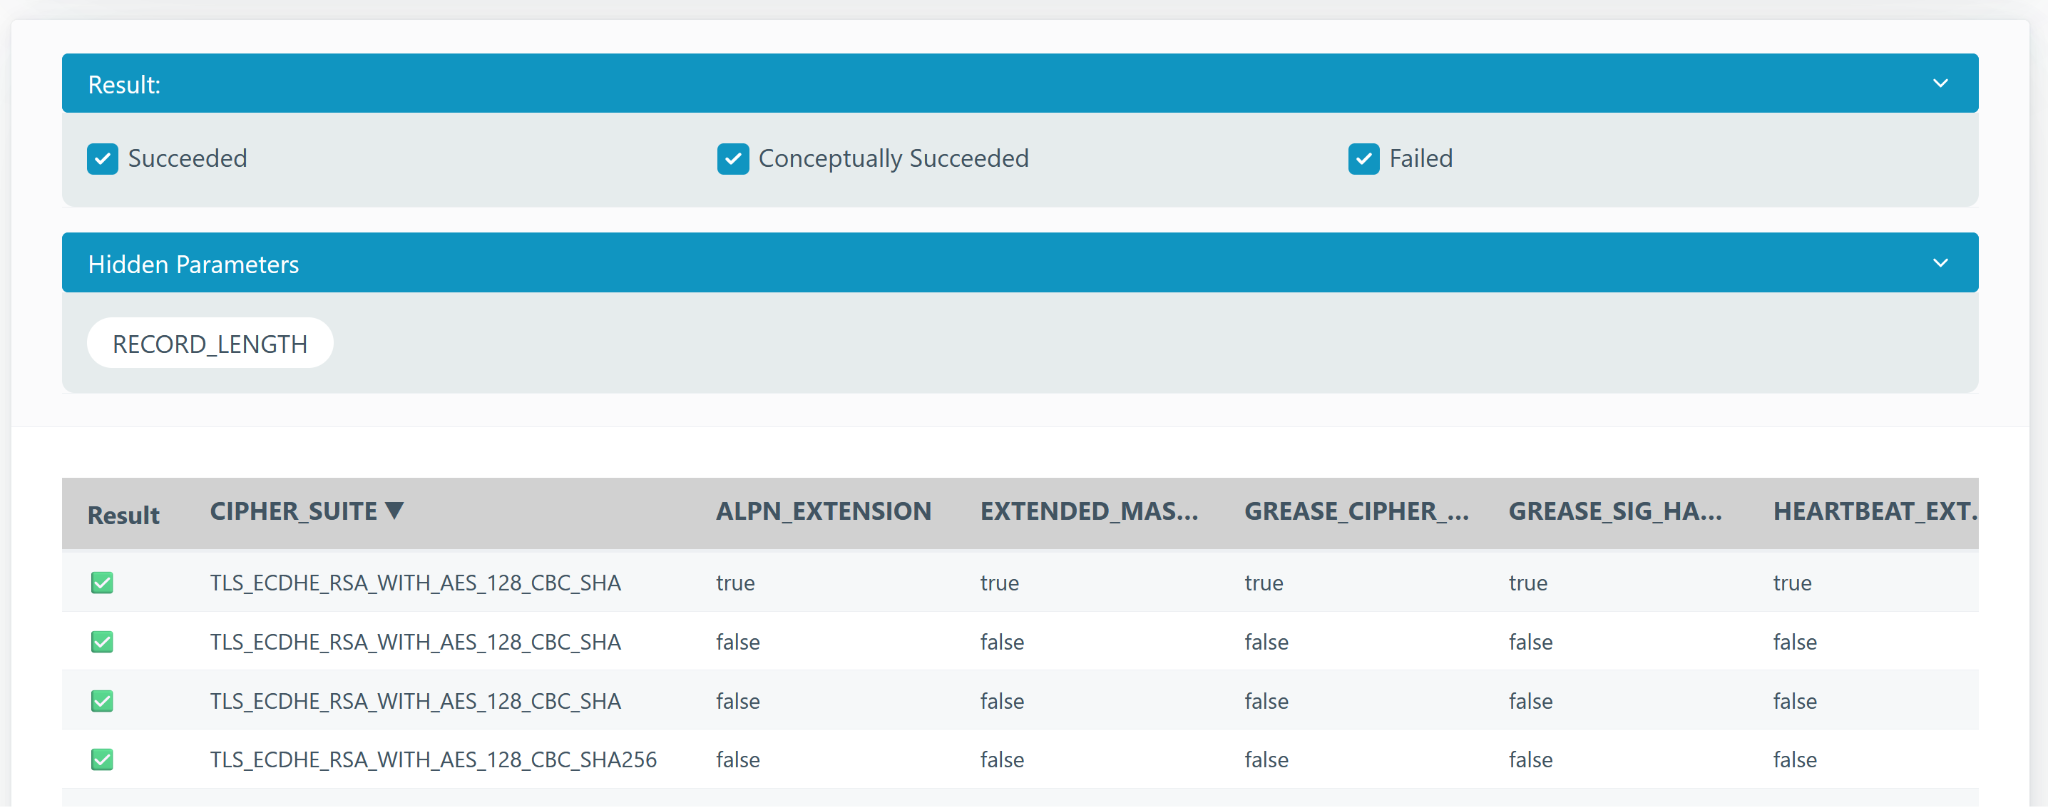 Result:
Succeeded Conceptually Succeeded Failed
Hidden Parameters
RECORD_LENGTH
Result CIPHER_SUITE ▼ ALPN_EXTENSION EXTENDED_MAS... GREASE_CIPHER_... GREASE_SIG_HA... HEARTBEAT_EXT.
TLS_ECDHE_RSA_WITH_AES_128_CBC_SHA true true true true true
TLS_ECDHE_RSA_WITH_AES_128_CBC_SHA false false false false false
TLS_ECDHE_RSA_WITH_AES_128_CBC_SHA false false false false false
TLS_ECDHE_RSA_WITH_AES_128_CBC_SHA256 false false false false false